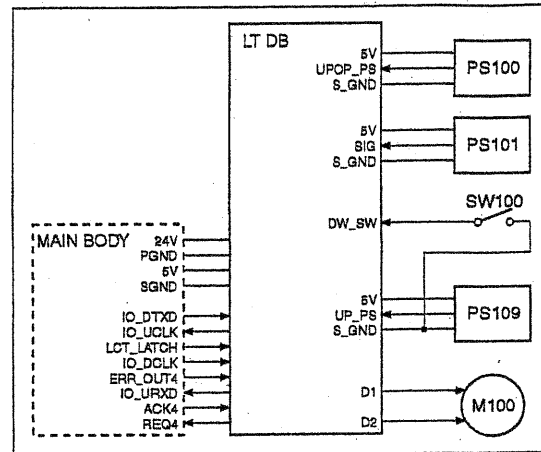 LT DB
5V
UPOP_PS
S_GND
PS100
5V
SIG
S_GND
PS101
SW100
DW_SW
MAIN BODY
24V
PGND
5V
SGND
5V
UP_PS
S_GND
PS109
IO_DTXD
IO_UCLK
LCT_LATCH
IO_DCLK
ERR_OUT4
IO_URXD
ACK4
REQ4
D1
D2
M100